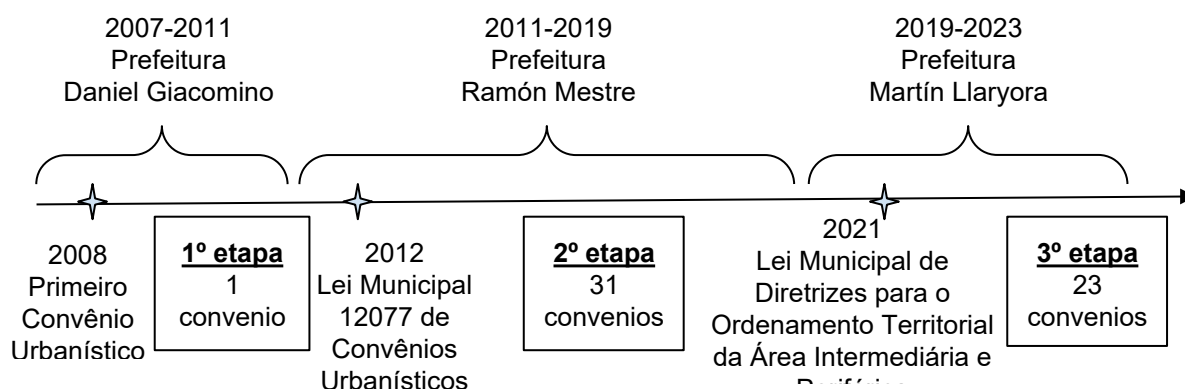 2007-2011
Prefeitura
Daniel Giacomino
2011-2019
Prefeitura
Ramón Mestre
2019-2023
Prefeitura
Martín Llaryora
2008
Primeiro
Convênio
Urbanístico
1º etapa
1
convenio
2012
Lei Municipal
12077 de
Convênios
Urbanísticos
2º etapa
31
convenios
2021
Lei Municipal de
Diretrizes para o
Ordenamento Territorial
da Área Intermediária e
3º etapa
23
convenios